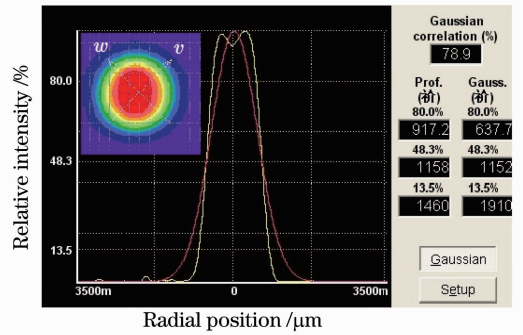 Gaussian
correlation (%)
78.9
w
v
Relative intensity /%
80.0
48.3
13.5
Prof.
Gauss.
80.0%
80.0%
917.2
637.7
48.3%
48.3%
1158
1152
13.5%
13.5%
1460
1910
Gaussian
Setup
3500m
0
3500m
Radial position /μm